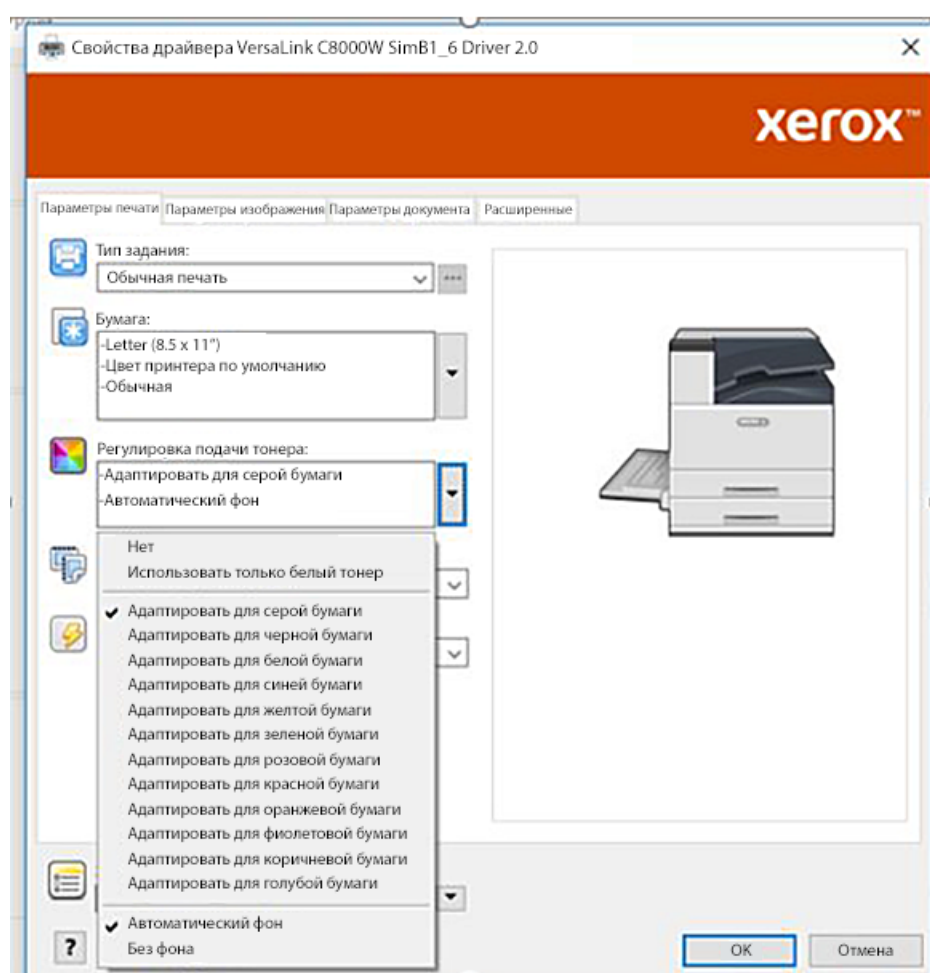 Свойства драйвера VersaLink C8000W SimB1_6 Driver 2.0
xerox™
Параметры печати Параметры изображения Параметры документа Расширенные
Тип задания:
Обычная печать
Бумага:
-Letter (8.5 x 11")
-Цвет принтера по умолчанию
-Обычная
Регулировка подачи тонера:
-Адаптировать для серой бумаги
-Автоматический фон
Нет
Использовать только белый тонер
Адаптировать для серой бумаги
Адаптировать для черной бумаги
Адаптировать для белой бумаги
Адаптировать для синей бумаги
Адаптировать для желтой бумаги
Адаптировать для зеленой бумаги
Адаптировать для розовой бумаги
Адаптировать для красной бумаги
Адаптировать для оранжевой бумаги
Адаптировать для фиолетовой бумаги
Адаптировать для коричневой бумаги
Адаптировать для голубой бумаги
Автоматический фон
Без фона
?
OK Отмена